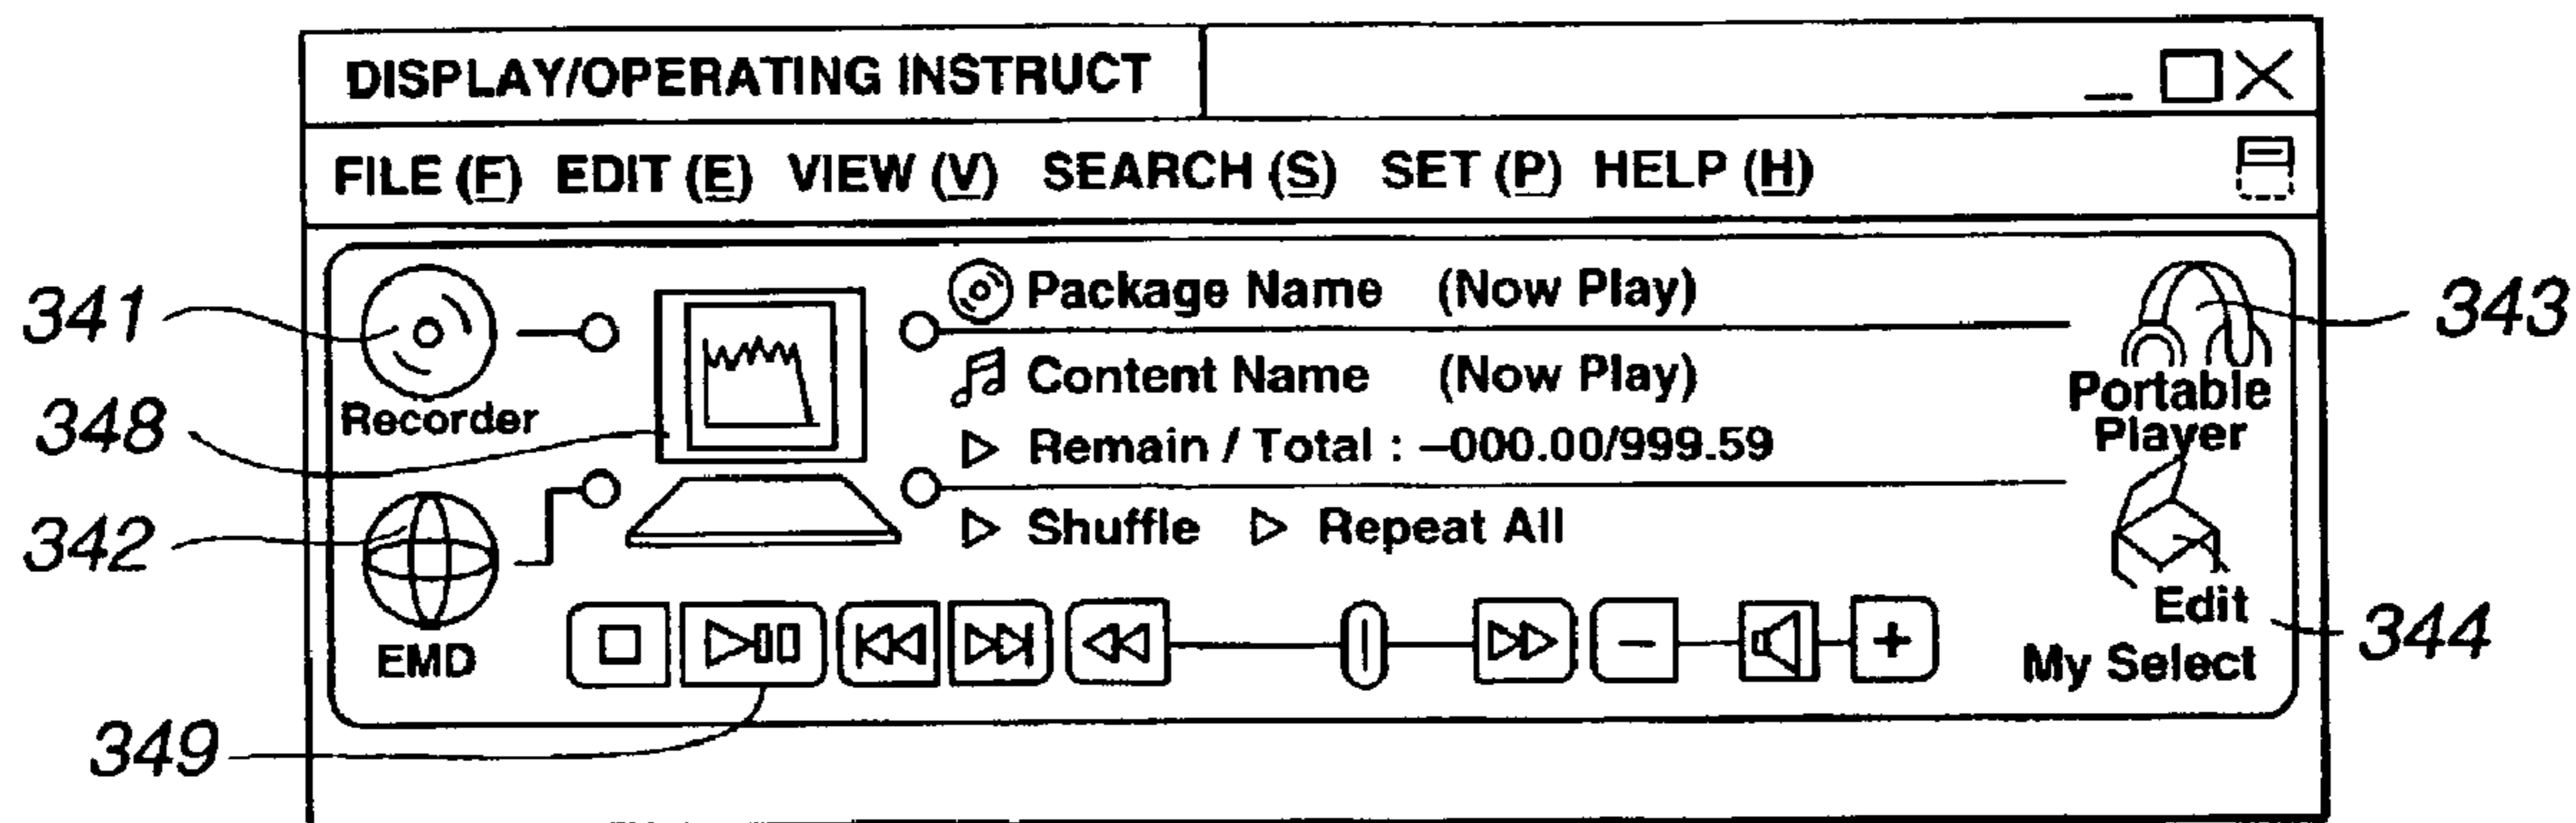 DISPLAY/OPERATING INSTRUCT
FILE (F) EDIT (E) VIEW (V) SEARCH (S) SET (P) HELP (H)
341
Recorder
348
342
EMD
349
Package Name (Now Play)
Content Name (Now Play)
Remain / Total : –000.00/999.59
Shuffle Repeat All
343
Portable
Player
Edit
344
My Select